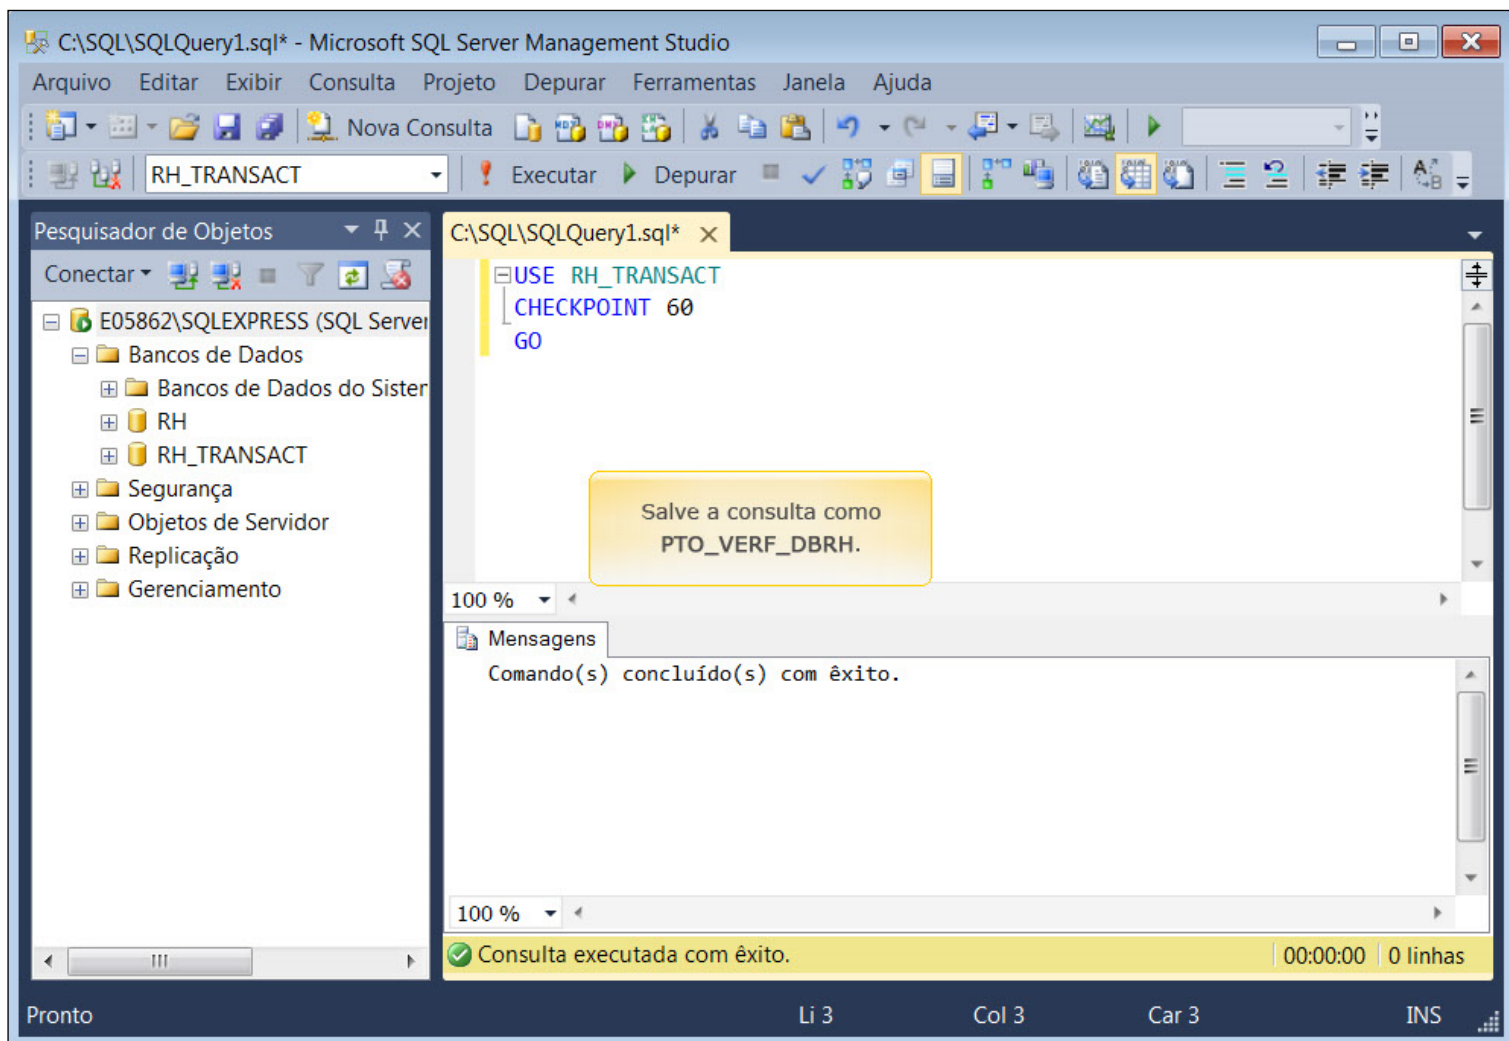 C:\SQL\SQLQuery1.sql* - Microsoft SQL Server Management Studio
Arquivo Editar Exibir Consulta Projeto Depurar Ferramentas Janela Ajuda
Nova Consulta
RH_TRANSACT Executar Depurar
Pesquisador de Objetos
Conectar
E05862\SQLEXPRESS (SQL Server
Bancos de Dados
Bancos de Dados do Sistem
RH
RH_TRANSACT
Segurança
Objetos de Servidor
Replicação
Gerenciamento
C:\SQL\SQLQuery1.sql*
USE RH_TRANSACT
CHECKPOINT 60
GO
Salve a consulta como
PTO_VERF_DBRH.
100 %
Mensagens
Comando(s) concluído(s) com êxito.
100 %
Consulta executada com êxito. 00:00:00 0 linhas
Pronto Li 3 Col 3 Car 3 INS